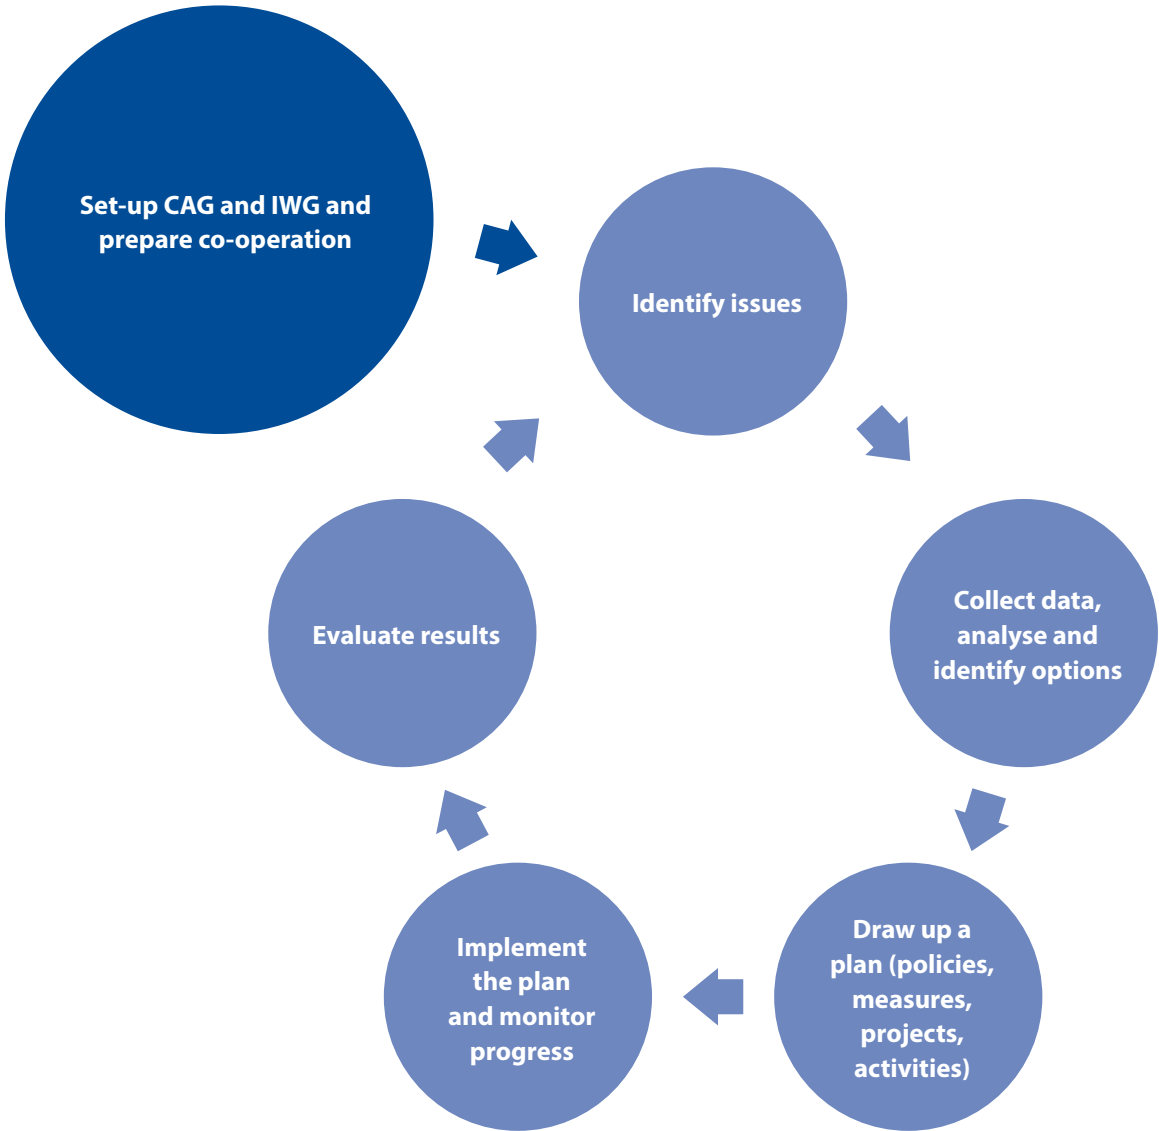 Set-up CAG and IWG and
prepare co-operation
Identify issues
Collect data,
analyse and
identify options
Draw up a
plan (policies,
measures,
projects,
activities)
Implement
the plan
and monitor
progress
Evaluate results